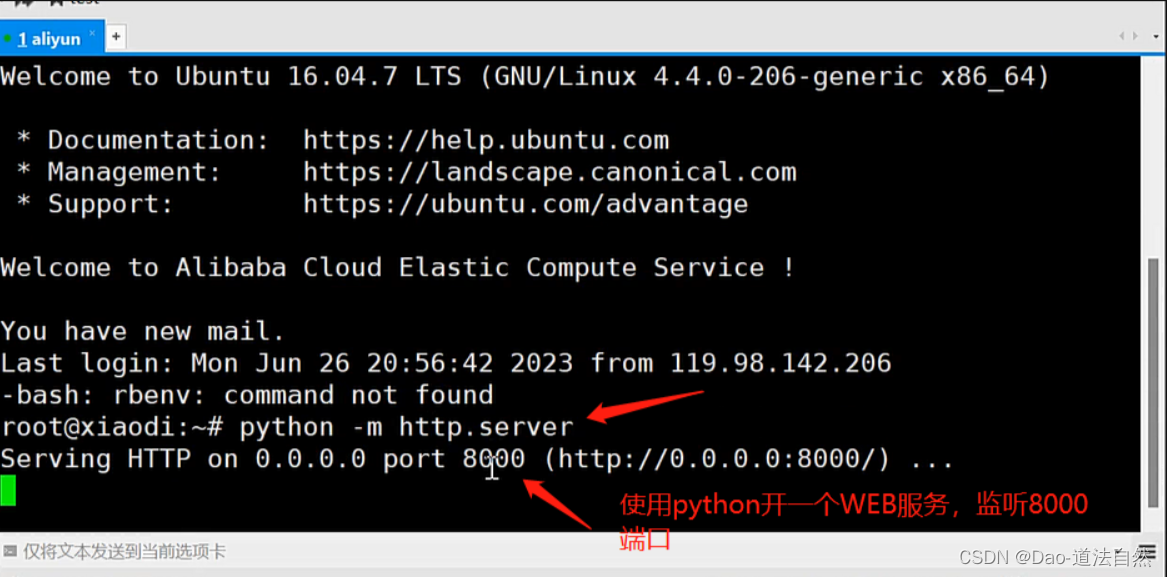 1 aliyun × +
Welcome to Ubuntu 16.04.7 LTS (GNU/Linux 4.4.0-206-generic x86_64)
* Documentation: https://help.ubuntu.com
* Management: https://landscape.canonical.com
* Support: https://ubuntu.com/advantage
Welcome to Alibaba Cloud Elastic Compute Service !
You have new mail.
Last login: Mon Jun 26 20:56:42 2023 from 119.98.142.206
-bash: rbenv: command not found
root@xiaodi:~# python -m http.server
Serving HTTP on 0.0.0.0 port 8000 (http://0.0.0.0:8000/) ...
使用python开一个WEB服务，监听8000
端口
仅将文本发送到当前选项卡
CSDN @Dao-道法自然